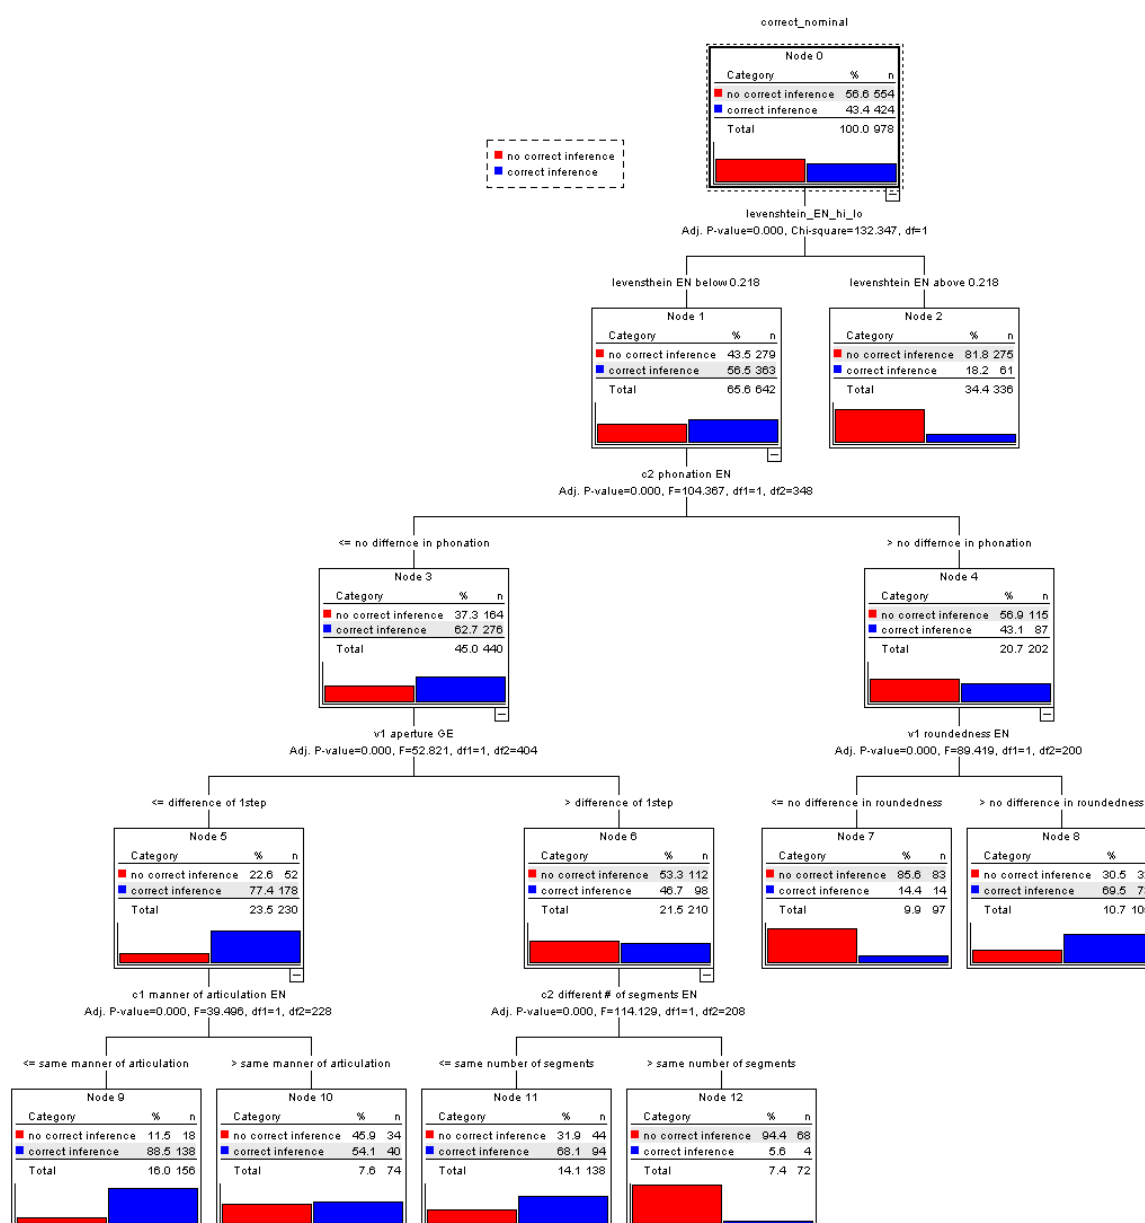 correct_nominal
Node 0
Category % n
no correct inference 56.6 554
correct inference 43.4 424
Total 100.0 978
no correct inference
correct inference
levenshtein_EN_hi_lo
Adj. P-value=0.000, Chi-square=132.347, df=1
levensthein EN below 0.218
levenshtein EN above 0.218
Node 1
Category % n
no correct inference 43.5 279
correct inference 56.5 363
Total 65.6 642
Node 2
Category % n
no correct inference 81.8 275
correct inference 18.2 61
Total 34.4 336
c2 phonation EN
Adj. P-value=0.000, F=104.367, df1=1, df2=348
<= no differnce in phonation
> no differnce in phonation
Node 3
Category % n
no correct inference 37.3 164
correct inference 62.7 276
Total 45.0 440
Node 4
Category % n
no correct inference 56.9 115
correct inference 43.1 87
Total 20.7 202
v1 aperture GE
Adj. P-value=0.000, F=52.821, df1=1, df2=404
v1 roundedness EN
Adj. P-value=0.000, F=89.419, df1=1, df2=200
<= difference of 1step
> difference of 1step
<= no difference in roundedness
> no difference in roundedness
Node 5
Category % n
no correct inference 22.6 52
correct inference 77.4 178
Total 23.5 230
Node 6
Category % n
no correct inference 53.3 112
correct inference 46.7 98
Total 21.5 210
Node 7
Category % n
no correct inference 85.6 83
correct inference 14.4 14
Total 9.9 97
Node 8
Category %
no correct inference 30.5
correct inference 69.5
Total 10.7
c1 manner of articulation EN
Adj. P-value=0.000, F=39.496, df1=1, df2=228
c2 different # of segments EN
Adj. P-value=0.000, F=114.129, df1=1, df2=208
<= same manner of articulation
> same manner of articulation
<= same number of segments
> same number of segments
Node 9
Category % n
no correct inference 11.5 18
correct inference 88.5 138
Total 16.0 156
Node 10
Category % n
no correct inference 45.9 34
correct inference 54.1 40
Total 7.6 74
Node 11
Category % n
no correct inference 31.9 44
correct inference 68.1 94
Total 14.1 138
Node 12
Category % n
no correct inference 94.4 68
correct inference 5.6 4
Total 7.4 72